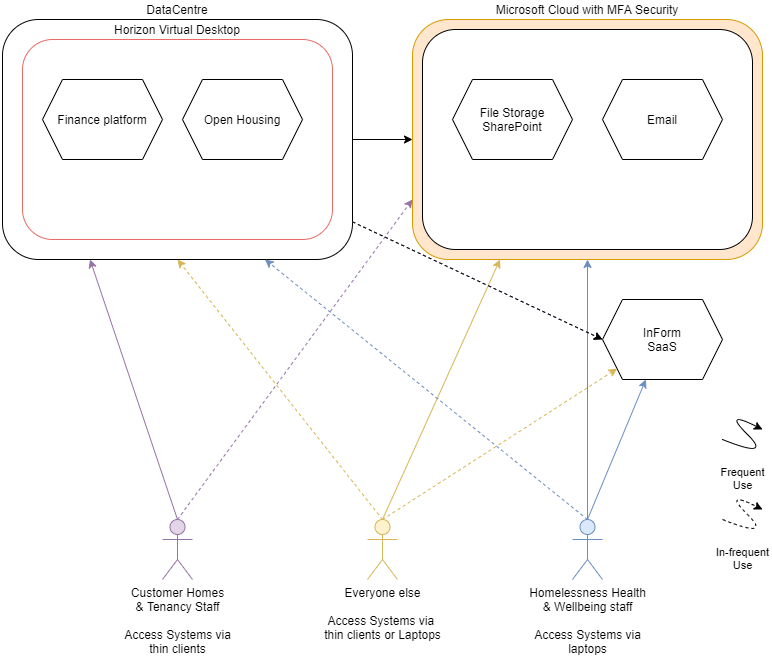 DataCentre
Microsoft Cloud with MFA Security
Horizon Virtual Desktop
Finance platform
Open Housing
File Storage
SharePoint
Email
InForm
SaaS
Frequent
Use
In-frequent
Use
Customer Homes
& Tenancy Staff
Access Systems via
thin clients
Everyone else
Access Systems via
thin clients or Laptops
Homelessness Health
& Wellbeing staff
Access Systems via
laptops